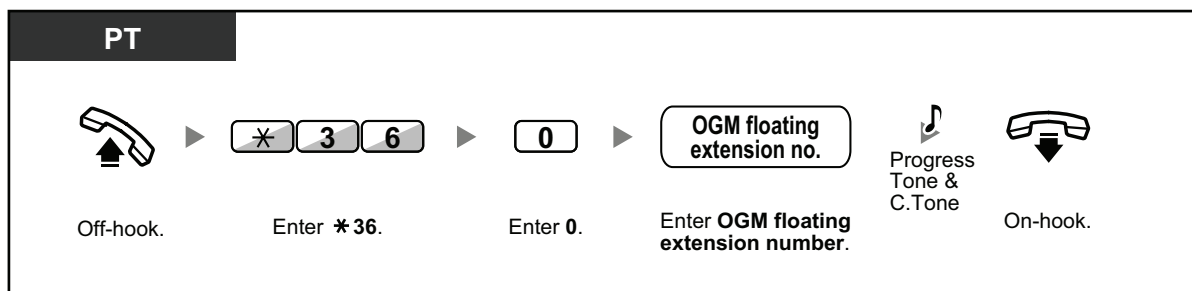 PT
* 3 6
0
OGM floating
extension no.
Progress
Tone &
C.Tone
Off-hook.
Enter *36.
Enter 0.
Enter OGM floating
extension number.
On-hook.